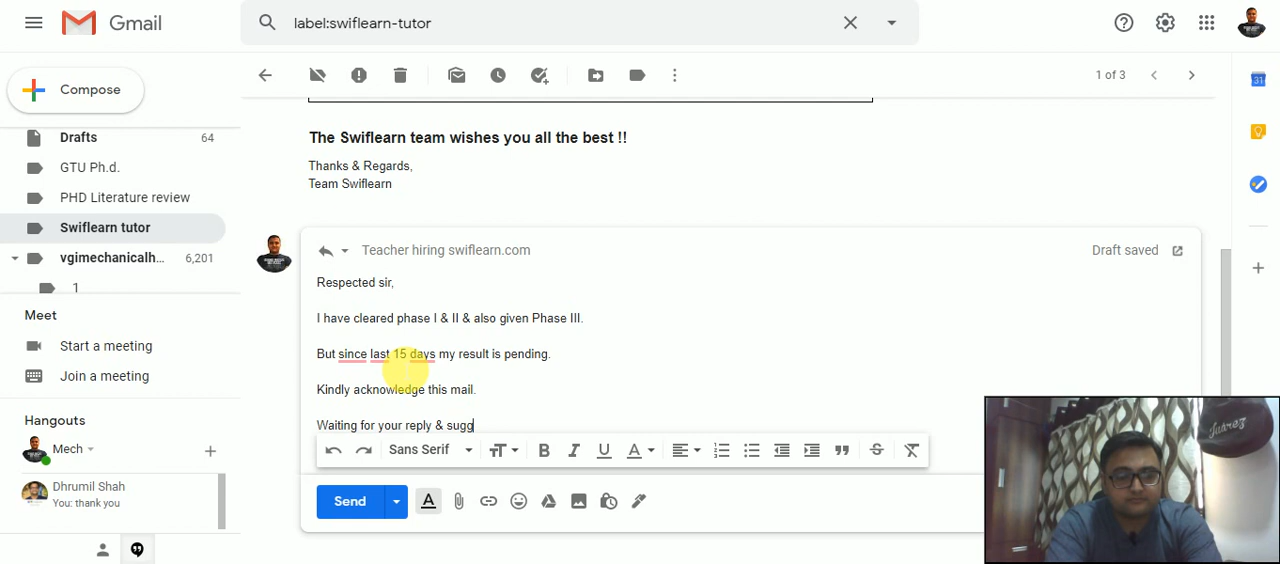 Gmail
label:swiflearn-tutor
Compose
1 of 3
Drafts 64
GTU Ph.d.
PHD Literature review
Swiflearn tutor
vgimechanicalh... 6,201
1
Meet
Start a meeting
Join a meeting
Hangouts
Mech
Dhrumil Shah
You: thank you
The Swiflearn team wishes you all the best !!
Thanks & Regards,
Team Swiflearn
Teacher hiring swiflearn.com Draft saved
Respected sir,
I have cleared phase I & II & also given Phase III.
But since last 15 days my result is pending.
Kindly acknowledge this mail.
Waiting for your reply & sugg
Sans Serif
Send
31
Juárez